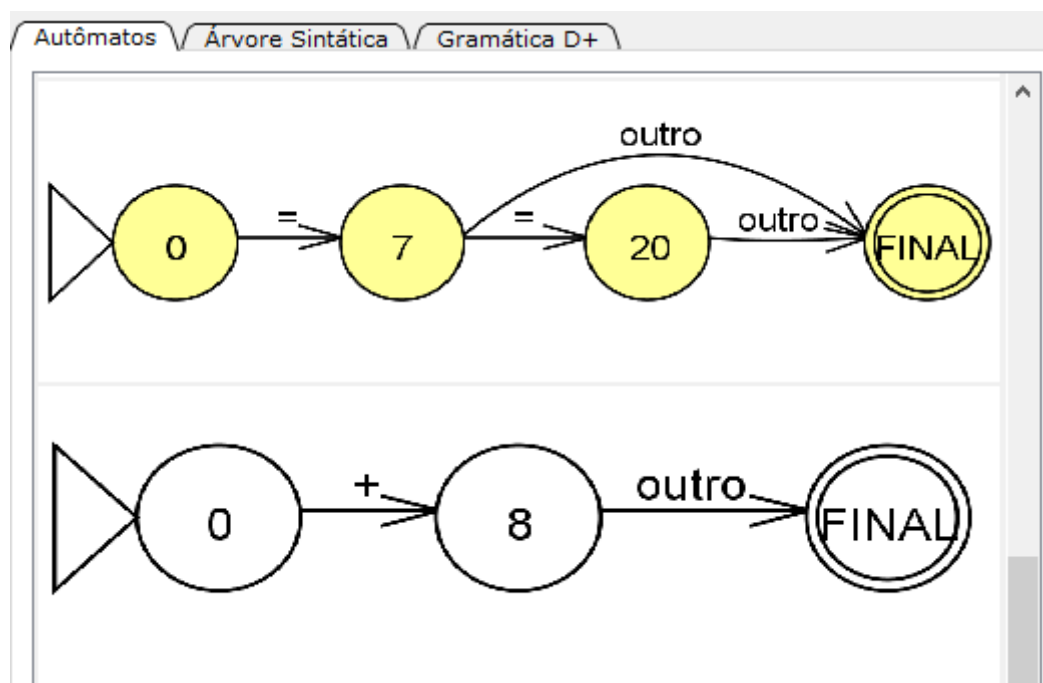 Autômatos Árvore Sintática Gramática D+
outro
= = outro
0 7 20 FINAL
+ outro
0 8 FINAL